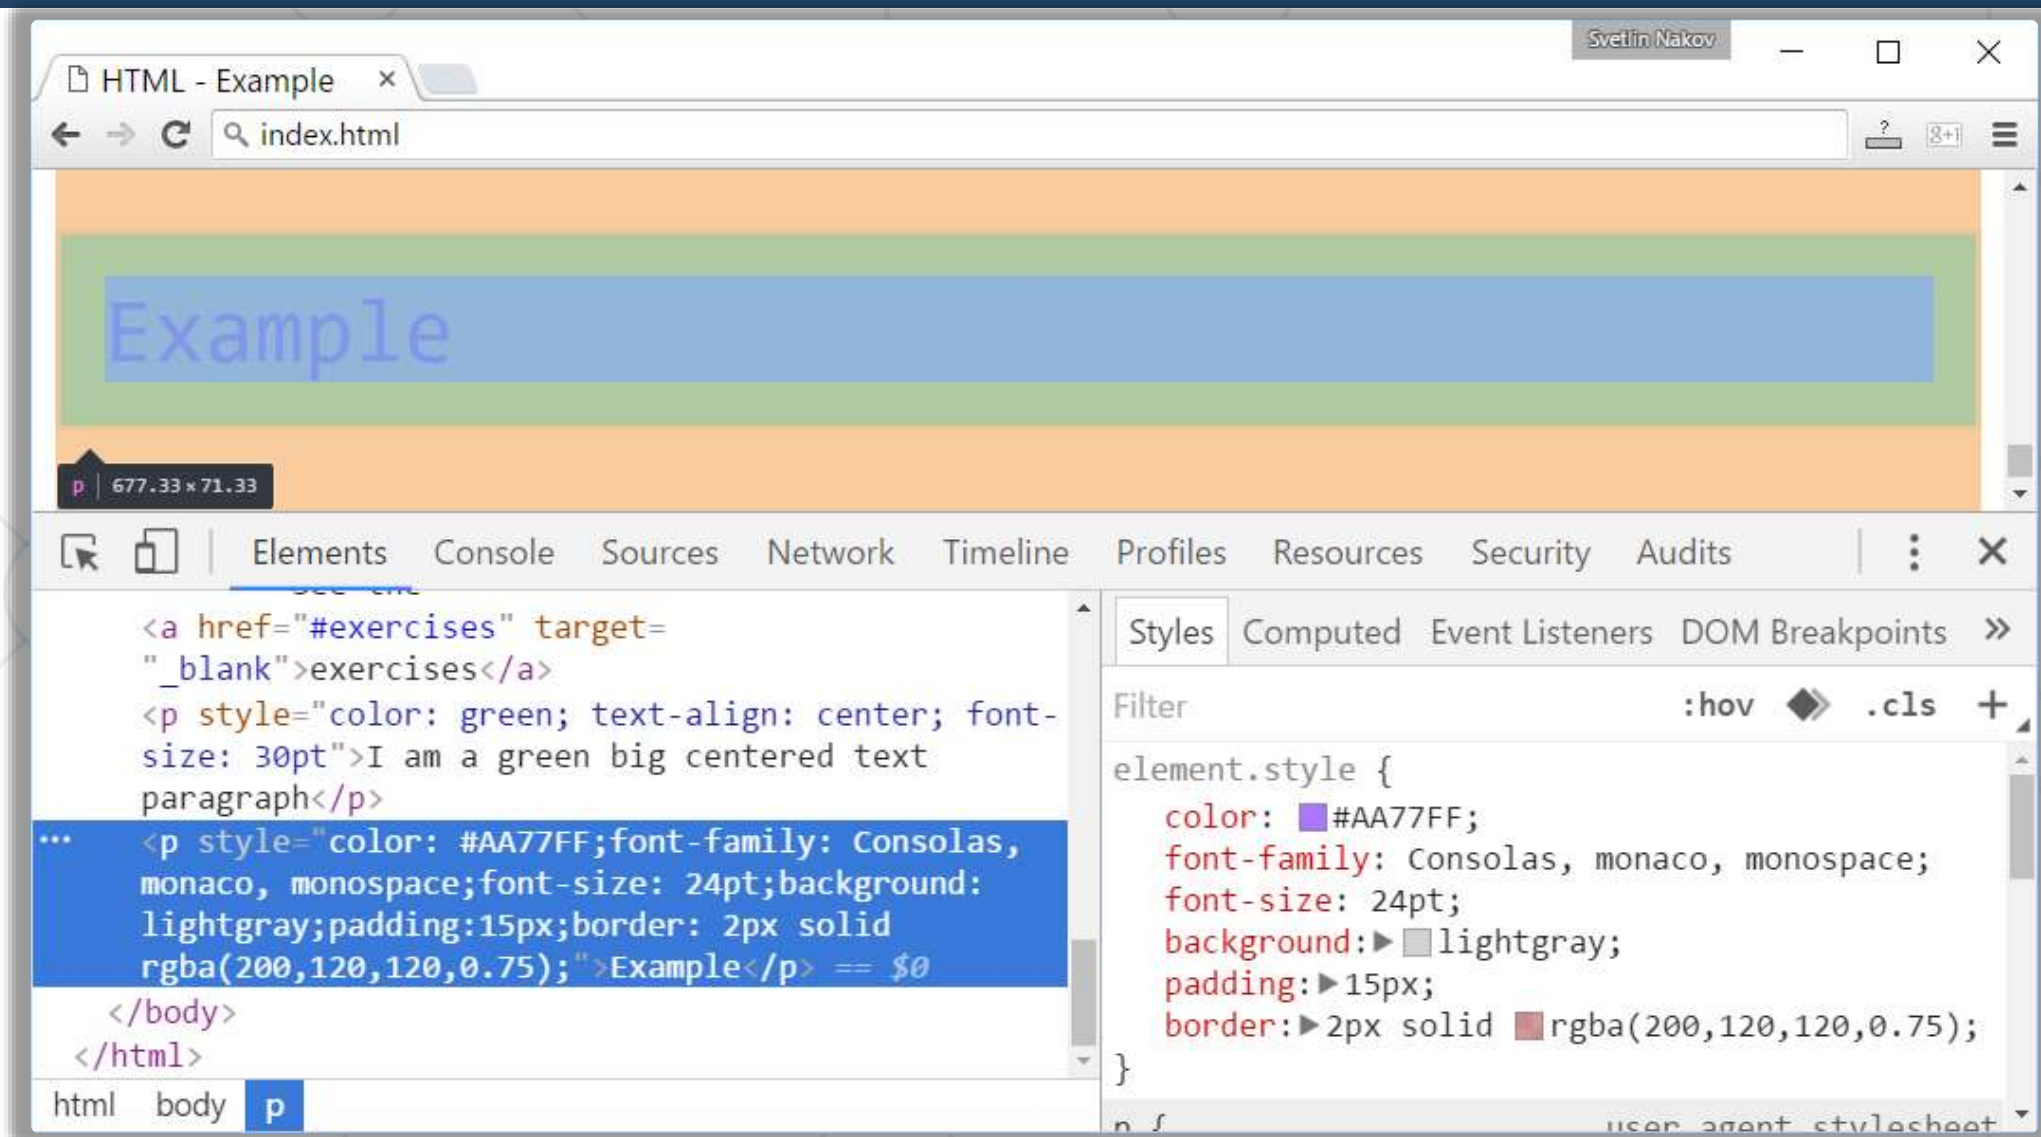 Svetlin Nakov
HTML - Example
index.html
Example
p 677.33×71.33
Elements Console Sources Network Timeline Profiles Resources Security Audits
See the
<a href="#exercises" target=
"_blank">exercises</a>
<p style="color: green; text-align: center; font-
size: 30pt">I am a green big centered text
paragraph</p>
<p style="color: #AA77FF;font-family: Consolas,
monaco, monospace;font-size: 24pt;background:
lightgray;padding:15px;border: 2px solid
rgba(200,120,120,0.75);">Example</p> == $0
</body>
</html>
html body p
Styles Computed Event Listeners DOM Breakpoints »
Filter :hov .cls +
element.style {
color: #AA77FF;
font-family: Consolas, monaco, monospace;
font-size: 24pt;
background: lightgray;
padding: 15px;
border: 2px solid rgba(200,120,120,0.75);
}
p { user agent stylesheet